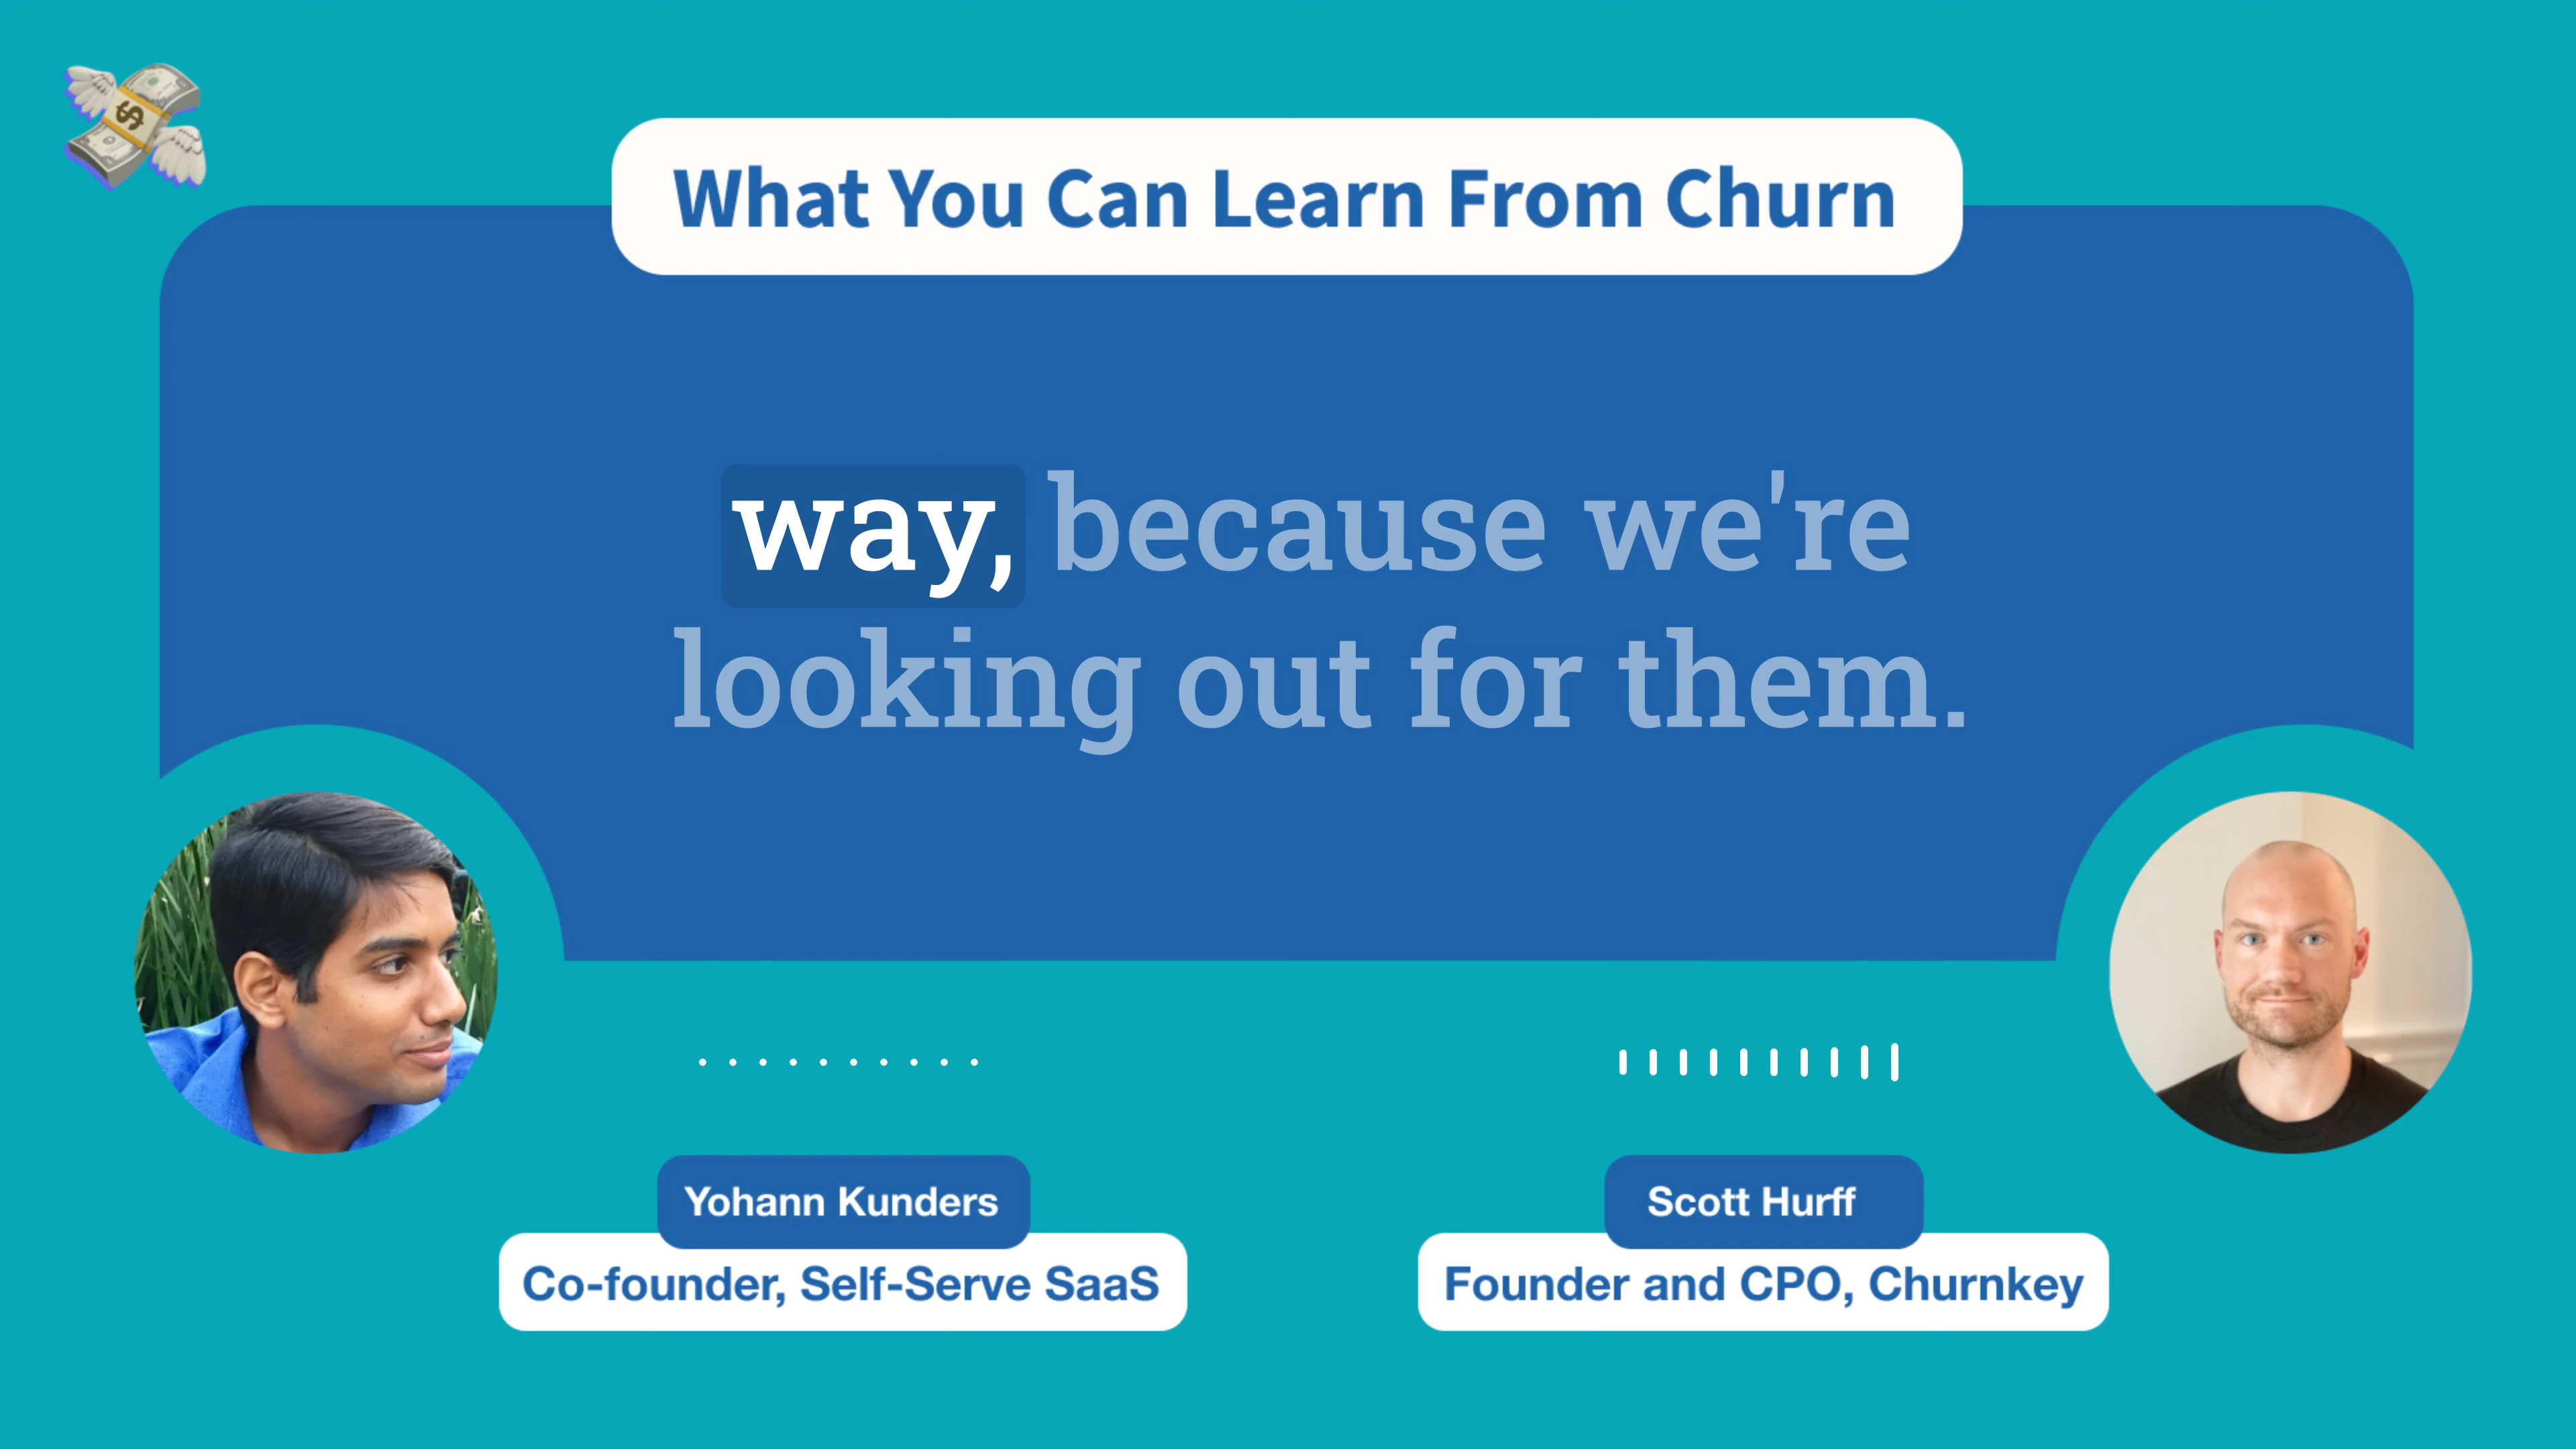 What You Can Learn From Churn
way, because we're
looking out for them.
Yohann Kunders
Co-founder, Self-Serve SaaS
Scott Hurff
Founder and CPO, Churnkey